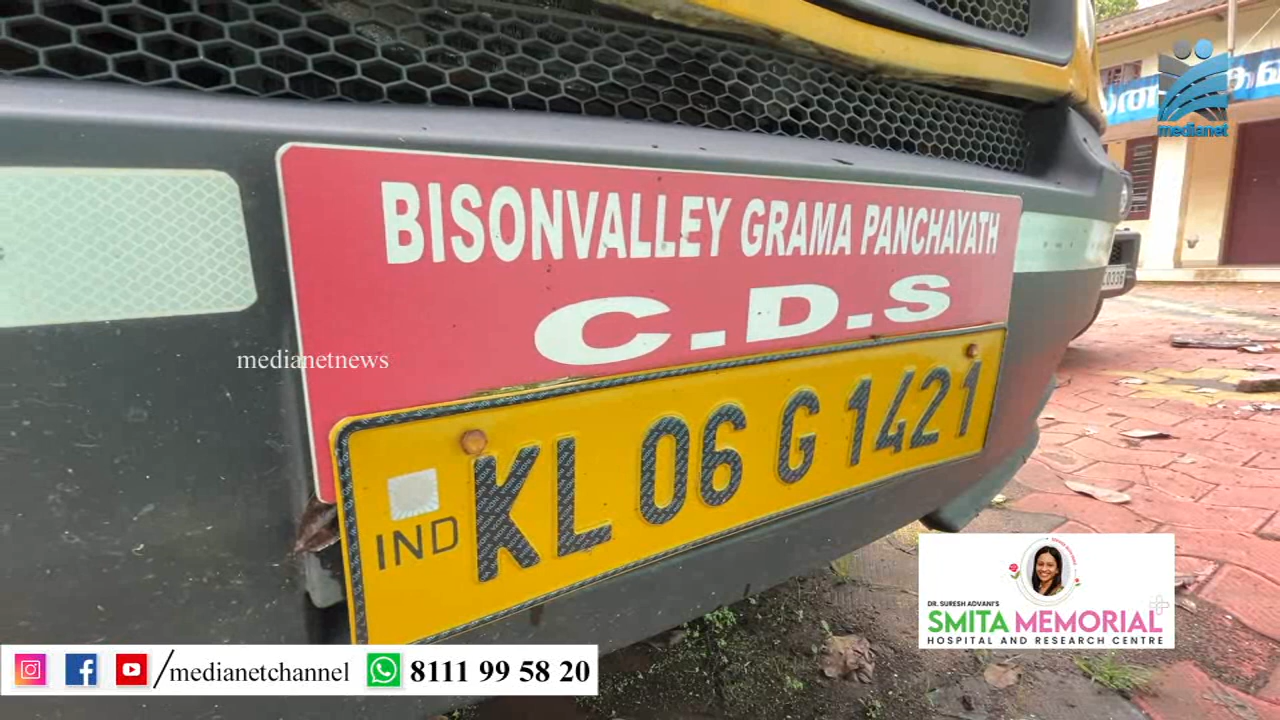 BISONVALLEY GRAMA PANCHAYATH
C.D.S
IND KL 06 G 1421
medianet
medianetnews
0336
DR. SURESH ADVANI'S
SMITA MEMORIAL
HOSPITAL AND RESEARCH CENTRE
/medianetchannel 8111 99 58 20